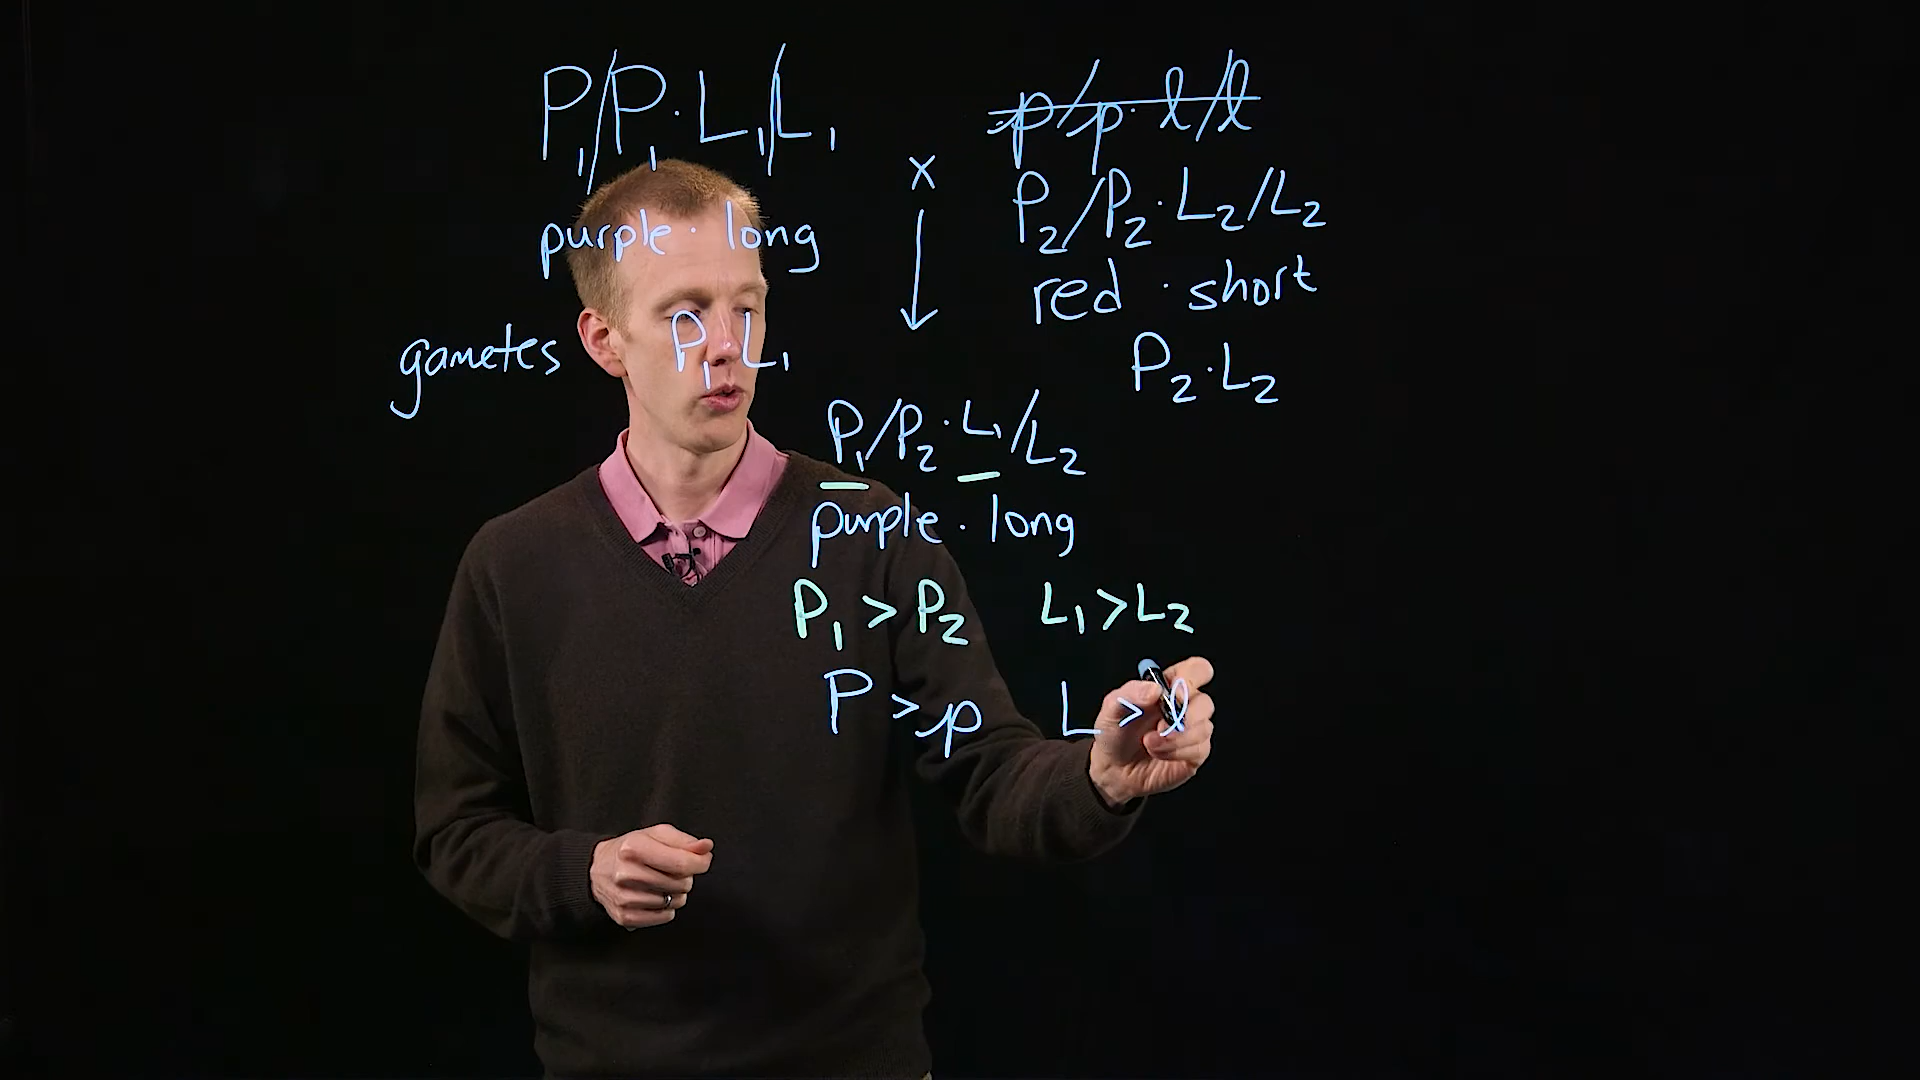 P₁/P₁·L₁/L₁
p/p·l/l
x
P₂/P₂·L₂/L₂
purple·long
red·short
gametes P₁·L₁
P₂·L₂
P₁/P₂·L₁/L₂
purple·long
P₁>P₂ L₁>L₂
P>p L>l